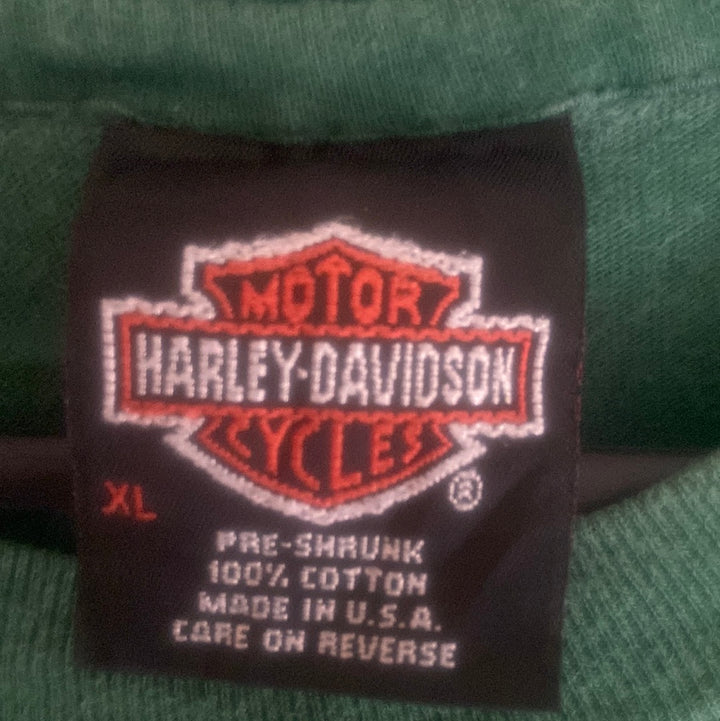 MOTOR
HARLEY-DAVIDSON
CYCLES
®
XL
PRE-SHRUNK
100% COTTON
MADE IN U.S.A.
CARE ON REVERSE